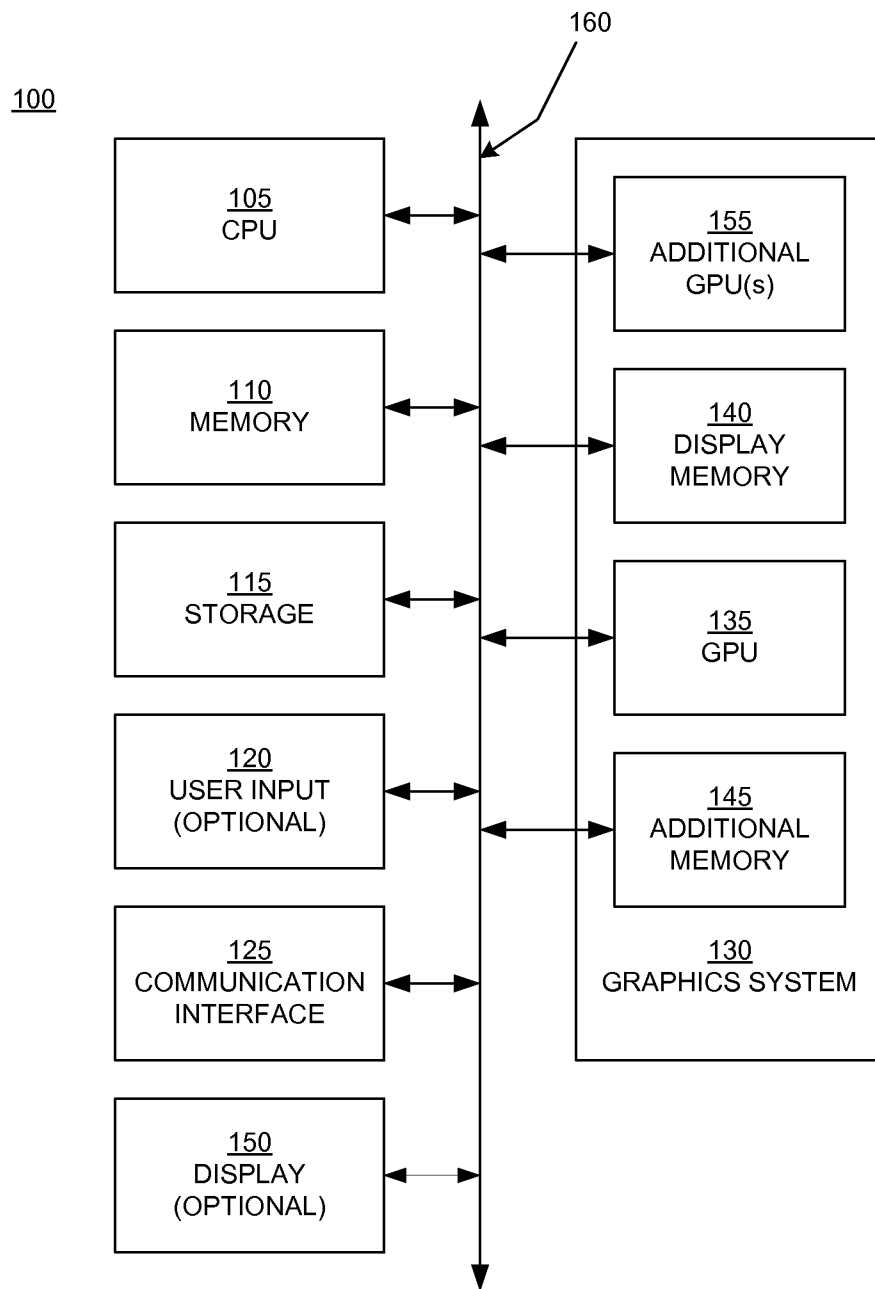 160
100
105
CPU
110
MEMORY
115
STORAGE
120
USER INPUT
(OPTIONAL)
125
COMMUNICATION
INTERFACE
150
DISPLAY
(OPTIONAL)
155
ADDITIONAL
GPU(s)
140
DISPLAY
MEMORY
135
GPU
145
ADDITIONAL
MEMORY
130
GRAPHICS SYSTEM